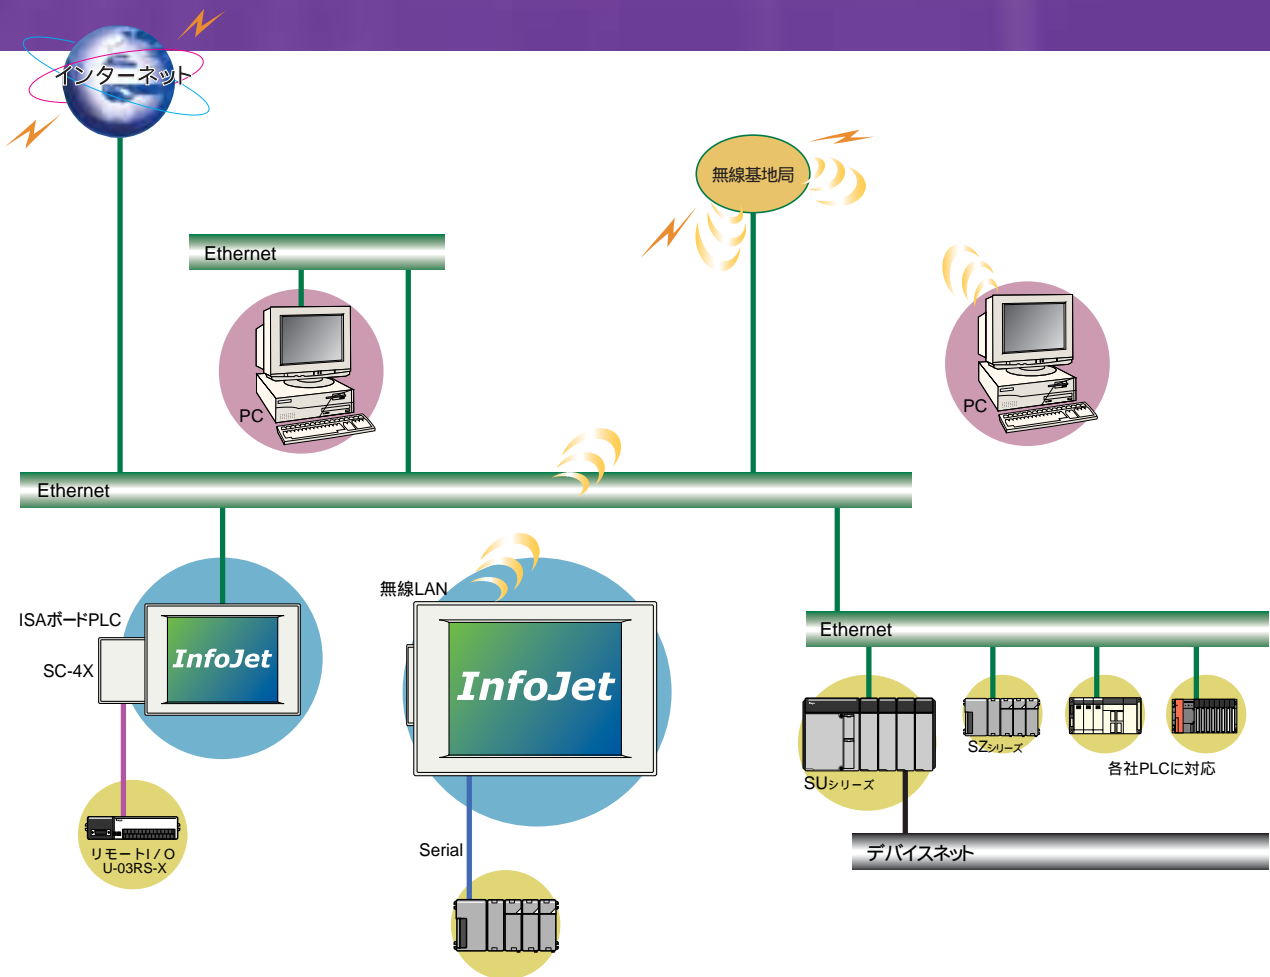 インターネット
無線基地局
Ethernet
PC
PC
Ethernet
無線LAN
ISAボードPLC
SC-4X
InfoJet
InfoJet
Ethernet
SUシリーズ
SZシリーズ
各社PLCに対応
リモートI/O
U-03RS-X
Serial
デバイスネット